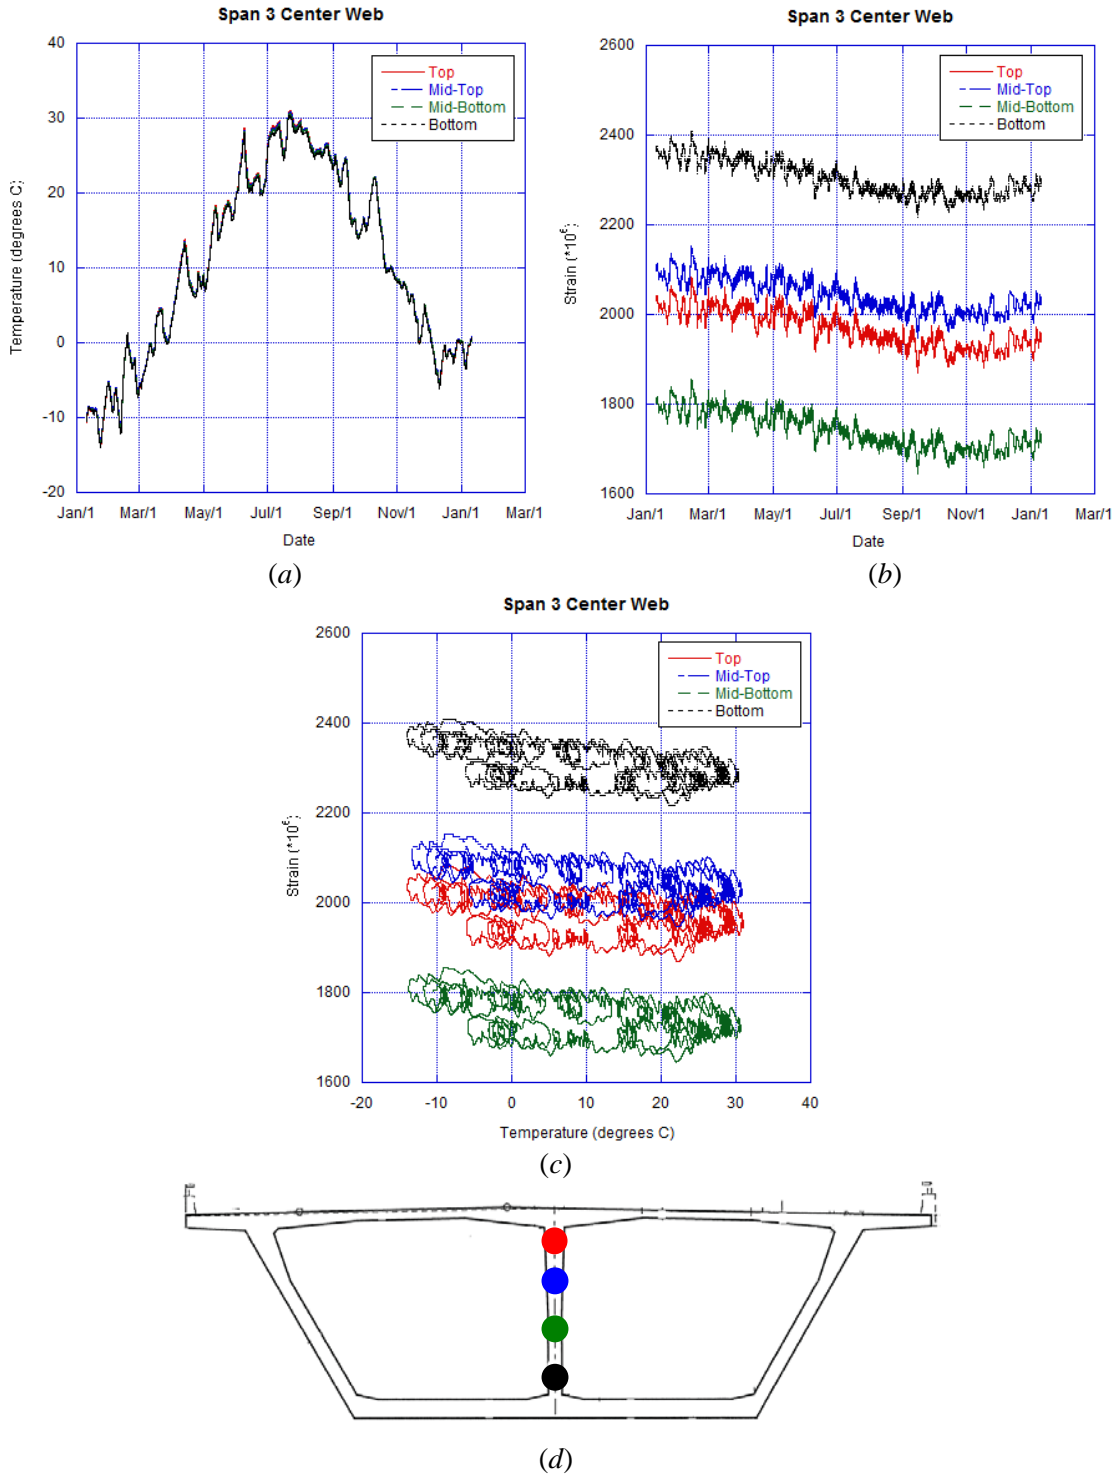 Span 3 Center Web
Temperature (degrees C)
40
30
20
10
0
-10
-20
Top
Mid-Top
Mid-Bottom
Bottom
Jan/1 Mar/1 May/1 Jul/1 Sep/1 Nov/1 Jan/1 Mar/1
Date
(a)
Span 3 Center Web
Strain (*10⁶)
2600
2400
2200
2000
1800
1600
Top
Mid-Top
Mid-Bottom
Bottom
Jan/1 Mar/1 May/1 Jul/1 Sep/1 Nov/1 Jan/1 Mar/1
Date
(b)
Span 3 Center Web
Strain (*10⁶)
2600
2400
2200
2000
1800
1600
Top
Mid-Top
Mid-Bottom
Bottom
-20 -10 0 10 20 30 40
Temperature (degrees C)
(c)
(d)